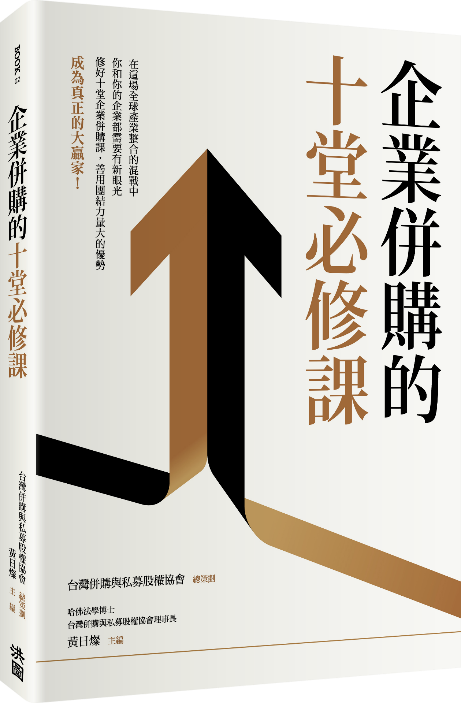 企業併購的
十堂必修課
在這場全球產業整合的混戰中
你和你的企業都需要有新眼光
修好十堂企業併購課，善用團結力量大的優勢
成為真正的大贏家！
台灣併購與私募股權協會 總策劃
哈佛法學博士
台灣併購與私募股權協會理事長
黃日燦 主編
BOOK
企業併購的十堂必修課
台灣併購與私募股權協會 總策劃
黃日燦 主編